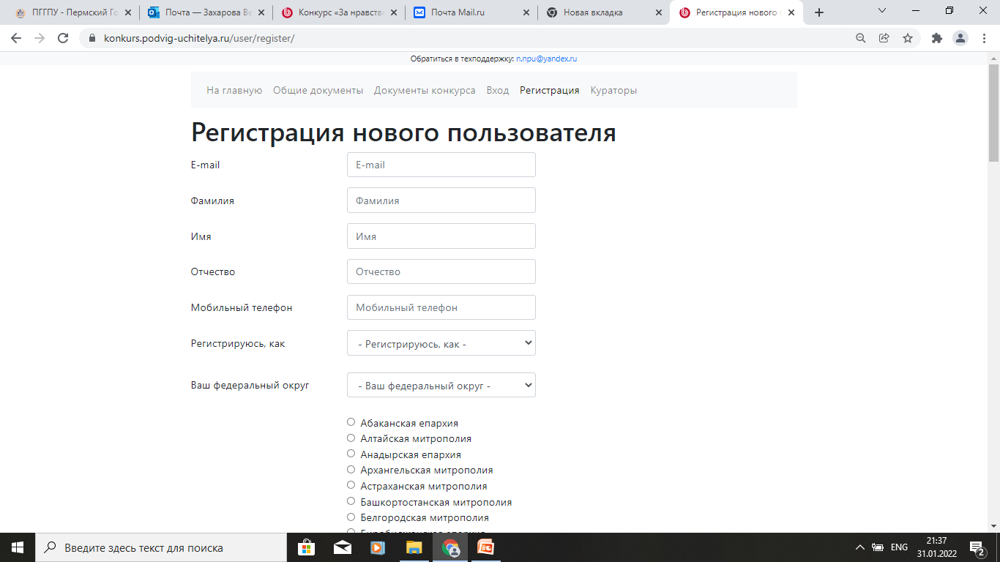 ПГГПУ - Пермский Го
Почта — Захарова Ве
Конкурс «За нравстве
Почта Mail.ru
Новая вкладка
Регистрация нового п
konkurs.podvig-uchitelya.ru/user/register/
Обратиться в техподдержку: n.npu@yandex.ru
На главную Общие документы Документы конкурса Вход Регистрация Кураторы
Регистрация нового пользователя
E-mail E-mail
Фамилия Фамилия
Имя Имя
Отчество Отчество
Мобильный телефон Мобильный телефон
Регистрируюсь, как - Регистрируюсь, как -
Ваш федеральный округ - Ваш федеральный округ -
Абаканская епархия
Алтайская митрополия
Анадырская епархия
Архангельская митрополия
Астраханская митрополия
Башкортостанская митрополия
Белгородская митрополия
Введите здесь текст для поиска
ENG
21:37
31.01.2022
2